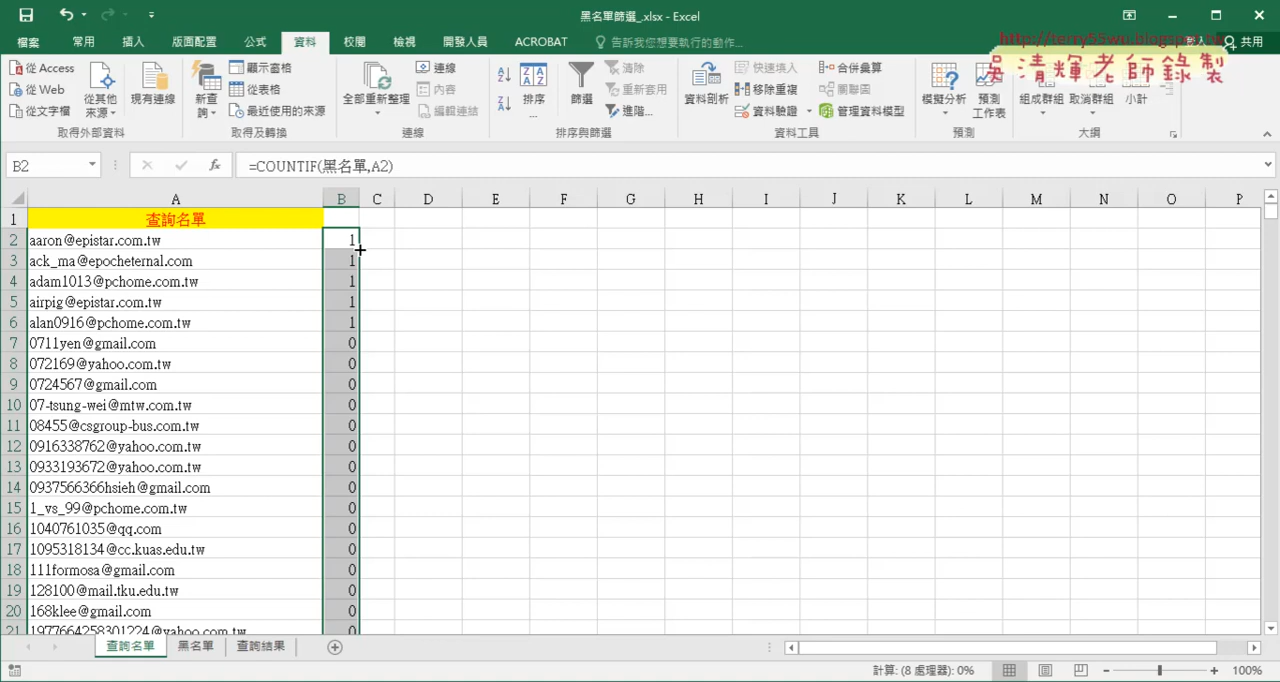 黑名單篩選_.xlsx - Excel
檔案 常用 插入 版面配置 公式 資料 校閱 檢視 開發人員 ACROBAT 告訴我您想要執行的動作... 登入 共用
http://terry55wu.blogspot.tw
吳清輝老師錄製
從 Access
從 Web
從文字檔
從其他來源
現有連線
取得外部資料
新查詢
顯示窗格
從表格
最近使用的來源
取得及轉換
全部重新整理
連線
內容
編輯連結
連線
排序...
篩選
清除
重新套用
進階...
排序與篩選
資料剖析
快速填入
移除重複
資料驗證
合併彙算
關聯圖
管理資料模型
資料工具
模擬分析
預測工作表
預測
組成群組
取消群組
小計
大綱
B2 fx =COUNTIF(黑名單,A2)
A B C D E F G H I J K L M N O P
1 查詢名單
2 aaron@epistar.com.tw 1
3 ack_ma@epocheternal.com 1
4 adam1013@pchome.com.tw 1
5 airpig@epistar.com.tw 1
6 alan0916@pchome.com.tw 1
7 0711yen@gmail.com 0
8 072169@yahoo.com.tw 0
9 0724567@gmail.com 0
10 07-tsung-wei@mtw.com.tw 0
11 08455@csgroup-bus.com.tw 0
12 0916338762@yahoo.com.tw 0
13 0933193672@yahoo.com.tw 0
14 0937566366hsieh@gmail.com 0
15 1_vs_99@pchome.com.tw 0
16 1040761035@qq.com 0
17 1095318134@cc.kuas.edu.tw 0
18 111formosa@gmail.com 0
19 128100@mail.tku.edu.tw 0
20 168klee@gmail.com 0
21 1977664258301224@yahoo.com.tw 0
查詢名單 黑名單 查詢結果
計算: (8 處理器): 0% 100%